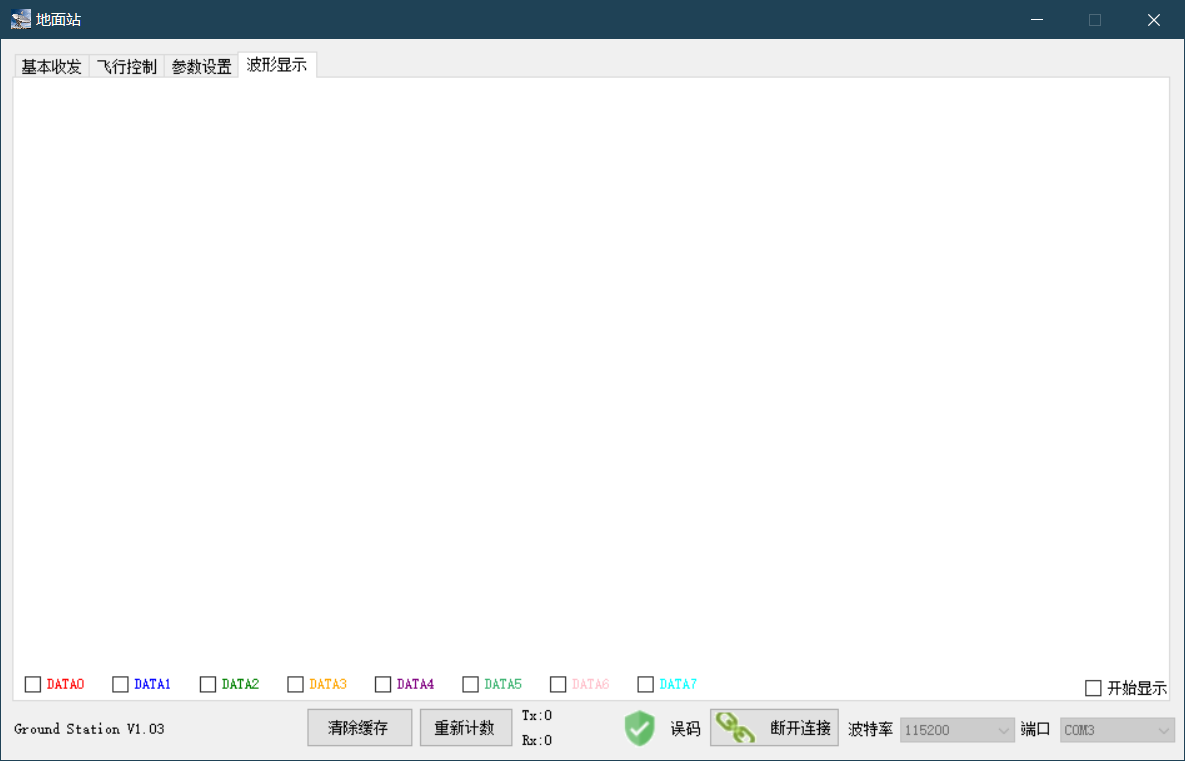 地面站
基本收发 飞行控制 参数设置 波形显示
DATA0 DATA1 DATA2 DATA3 DATA4 DATA5 DATA6 DATA7 开始显示
Ground Station V1.03 清除缓存 重新计数 Tx:0 误码 断开连接 波特率 115200 端口 COM3
Rx:0